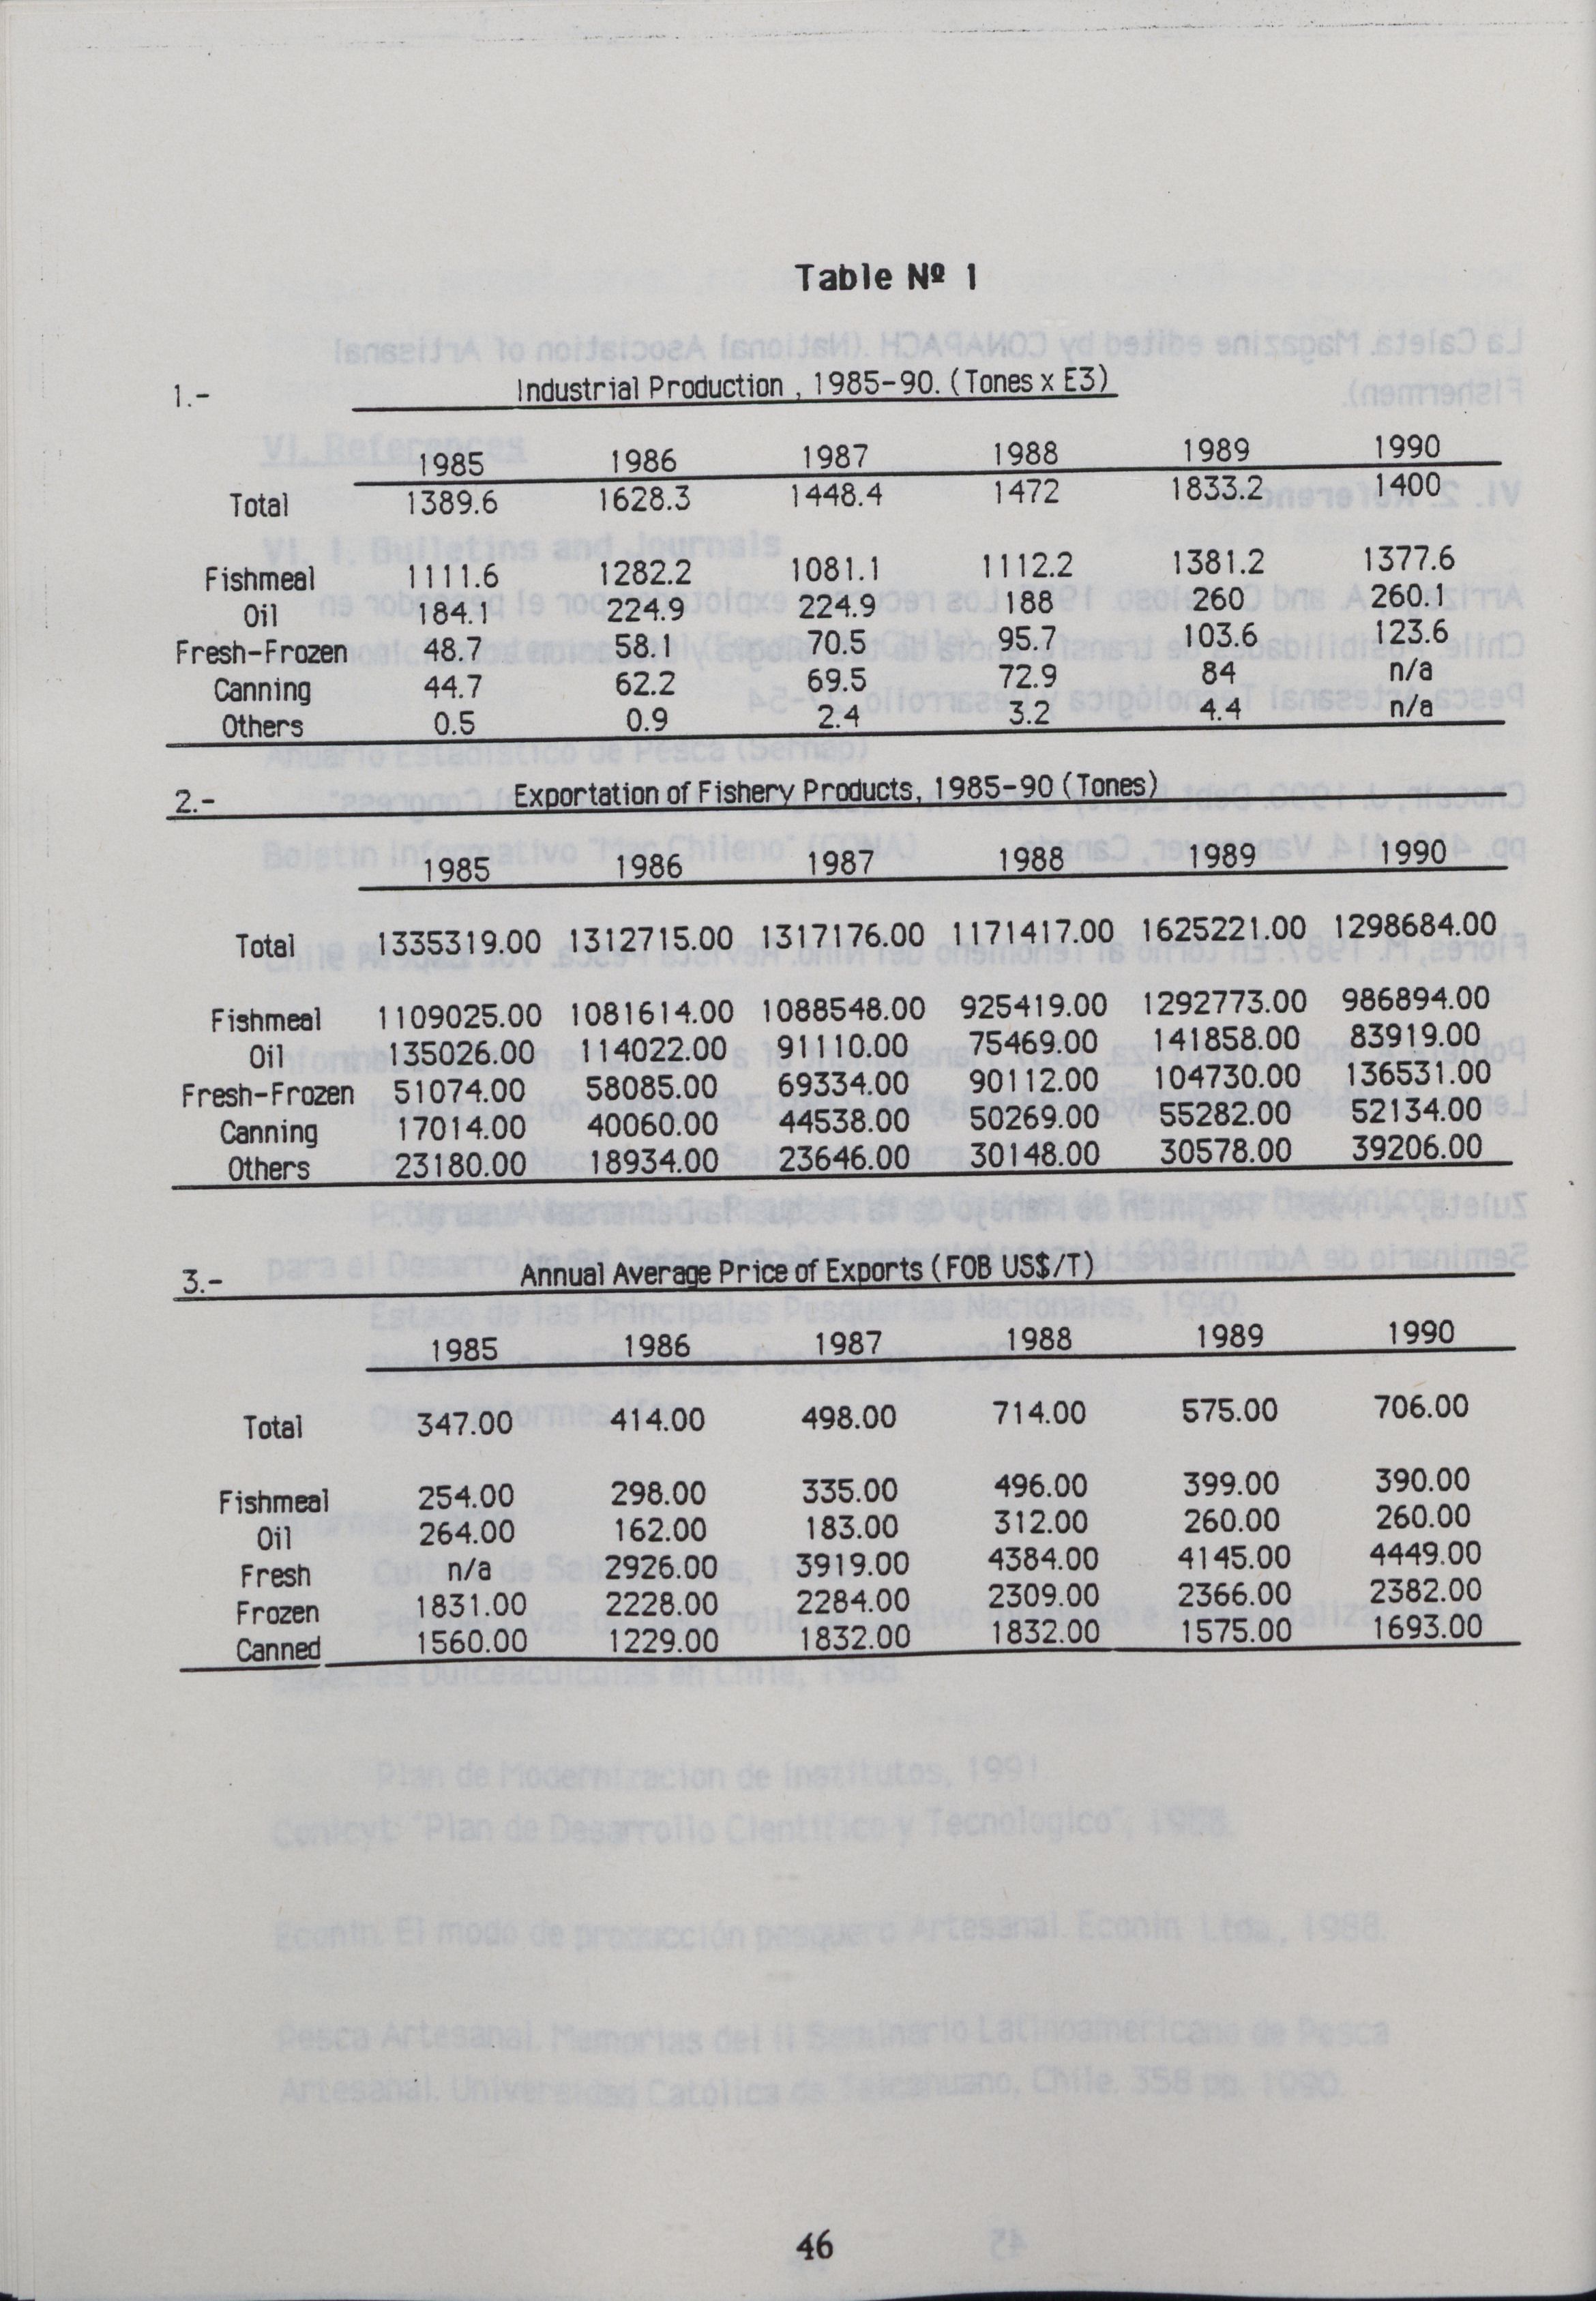 Table Nº 1
1.- Industrial Production , 1985-90. (Tones x E3)
1985 1986 1987 1988 1989 1990
Total 1389.6 1628.3 1448.4 1472 1833.2 1400
Fishmeal 1111.6 1282.2 1081.1 1112.2 1381.2 1377.6
Oil 184.1 224.9 224.9 188 260 260.1
Fresh-Frozen 48.7 58.1 70.5 95.7 103.6 123.6
Canning 44.7 62.2 69.5 72.9 84 n/a
Others 0.5 0.9 2.4 3.2 4.4 n/a
2.- Exportation of Fishery Products, 1985-90 (Tones)
1985 1986 1987 1988 1989 1990
Total 1335319.00 1312715.00 1317176.00 1171417.00 1625221.00 1298684.00
Fishmeal 1109025.00 1081614.00 1088548.00 925419.00 1292773.00 986894.00
Oil 135026.00 114022.00 91110.00 75469.00 141858.00 83919.00
Fresh-Frozen 51074.00 58085.00 69334.00 90112.00 104730.00 136531.00
Canning 17014.00 40060.00 44538.00 50269.00 55282.00 52134.00
Others 23180.00 18934.00 23646.00 30148.00 30578.00 39206.00
3.- Annual Average Price of Exports (FOB US$/T)
1985 1986 1987 1988 1989 1990
Total 347.00 414.00 498.00 714.00 575.00 706.00
Fishmeal 254.00 298.00 335.00 496.00 399.00 390.00
Oil 264.00 162.00 183.00 312.00 260.00 260.00
Fresh n/a 2926.00 3919.00 4384.00 4145.00 4449.00
Frozen 1831.00 2228.00 2284.00 2309.00 2366.00 2382.00
Canned 1560.00 1229.00 1832.00 1832.00 1575.00 1693.00
46